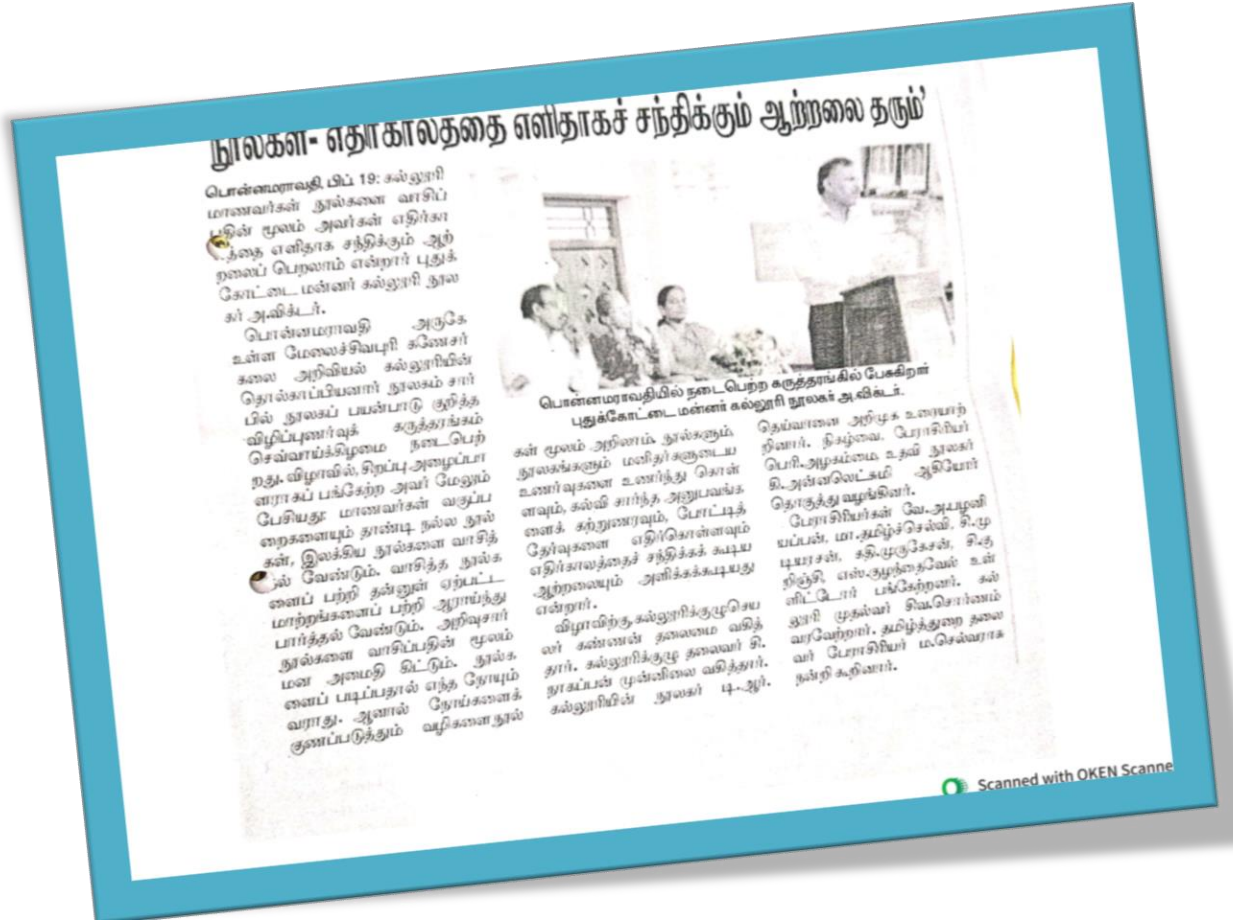 நூல்கள்- எதிர்காலத்தை எளிதாகச் சந்திக்கும் ஆற்றலை தரும்'
பொன்னமராவதி, பிப். 19: கல்லூரி
மாணவர்கள் நூல்களை வாசிப்
பதின் மூலம் அவர்கள் எதிர்கா
த்தை எளிதாக சந்திக்கும் ஆற்
றலைப் பெறலாம் என்றார் புதுக்
கோட்டை மன்னர் கல்லூரி நூல
கர் அ.விக்டர்.
பொன்னமராவதி அருகே
உள்ள மேலைச்சிவபுரி கணேசர்
கலை அறிவியல் கல்லூரியின்
தொல்காப்பியனார் நூலகம் சார்
பில் நூலகப் பயன்பாடு குறித்த
விழிப்புணர்வுக் கருத்தரங்கம்
செவ்வாய்க்கிழமை நடைபெற்
றது. விழாவில், சிறப்பு அழைப்பா
ளராகப் பங்கேற்ற அவர் மேலும்
பேசியது: மாணவர்கள் வகுப்ப
றைகளையும் தாண்டி நல்ல நூல்
கள், இலக்கிய நூல்களை வாசித்
தல் வேண்டும். வாசித்த நூல்க
ளைப் பற்றி தன்னுள் ஏற்பட்ட
மாற்றங்களைப் பற்றி ஆராய்ந்து
பார்த்தல் வேண்டும். அறிவுசார்
நூல்களை வாசிப்பதின் மூலம்
மன அமைதி கிட்டும். நூல்க
ளைப் படிப்பதால் எந்த நோயும்
வராது. ஆனால் நோய்களைக்
குணப்படுத்தும் வழிகளை நூல்
பொன்னமராவதியில் நடைபெற்ற கருத்தரங்கில் பேசுகிறார்
புதுக்கோட்டை மன்னர் கல்லூரி நூலகர் அ.விக்டர்.
கள் மூலம் அறிலாம். நூல்களும்,
நூலகங்களும் மனிதர்களுடைய
உணர்வுகளை உணர்ந்து கொள்
ளவும், கல்வி சார்ந்த அனுபவங்க
ளைக் கற்றுணரவும், போட்டித்
தேர்வுகளை எதிர்கொள்ளவும்
எதிர்காலத்தைச் சந்திக்கக் கூடிய
ஆற்றலையும் அளிக்கக்கூடியது
என்றார்.
விழாவிற்கு, கல்லூரிக்குழு செய
லர் கண்ணன் தலைமை வகித்
தார். கல்லூரிக்குழு தலைவர் சி.
நாகப்பன் முன்னிலை வகித்தார்.
கல்லூரியின் நூலகர் டி.ஆர்.
தெய்வானை அறிமுக உரையாற்
றினார். நிகழ்வை, பேராசிரியர்
பெரி.அழகம்மை, உதவி நூலகர்
கி.அன்னலெட்சுமி ஆகியோர்
தொகுத்து வழங்கினர்.
பேராசிரியர்கள் வே.அ.பழனி
யப்பன், மா.தமிழ்ச்செல்வி, சி.மு
டியரசன், கதி.முருகேசன், சி.கு
றிஞ்சி, எஸ்.குழந்தைவேல் உள்
ளிட்டோர் பங்கேற்றனர். கல்
லூரி முதல்வர் சிவ.சொர்ணம்
வரவேற்றார். தமிழ்த்துறை தலை
வர் பேராசிரியர் ம.செல்வராசு
நன்றி கூறினார்.
Scanned with OKEN Scanne